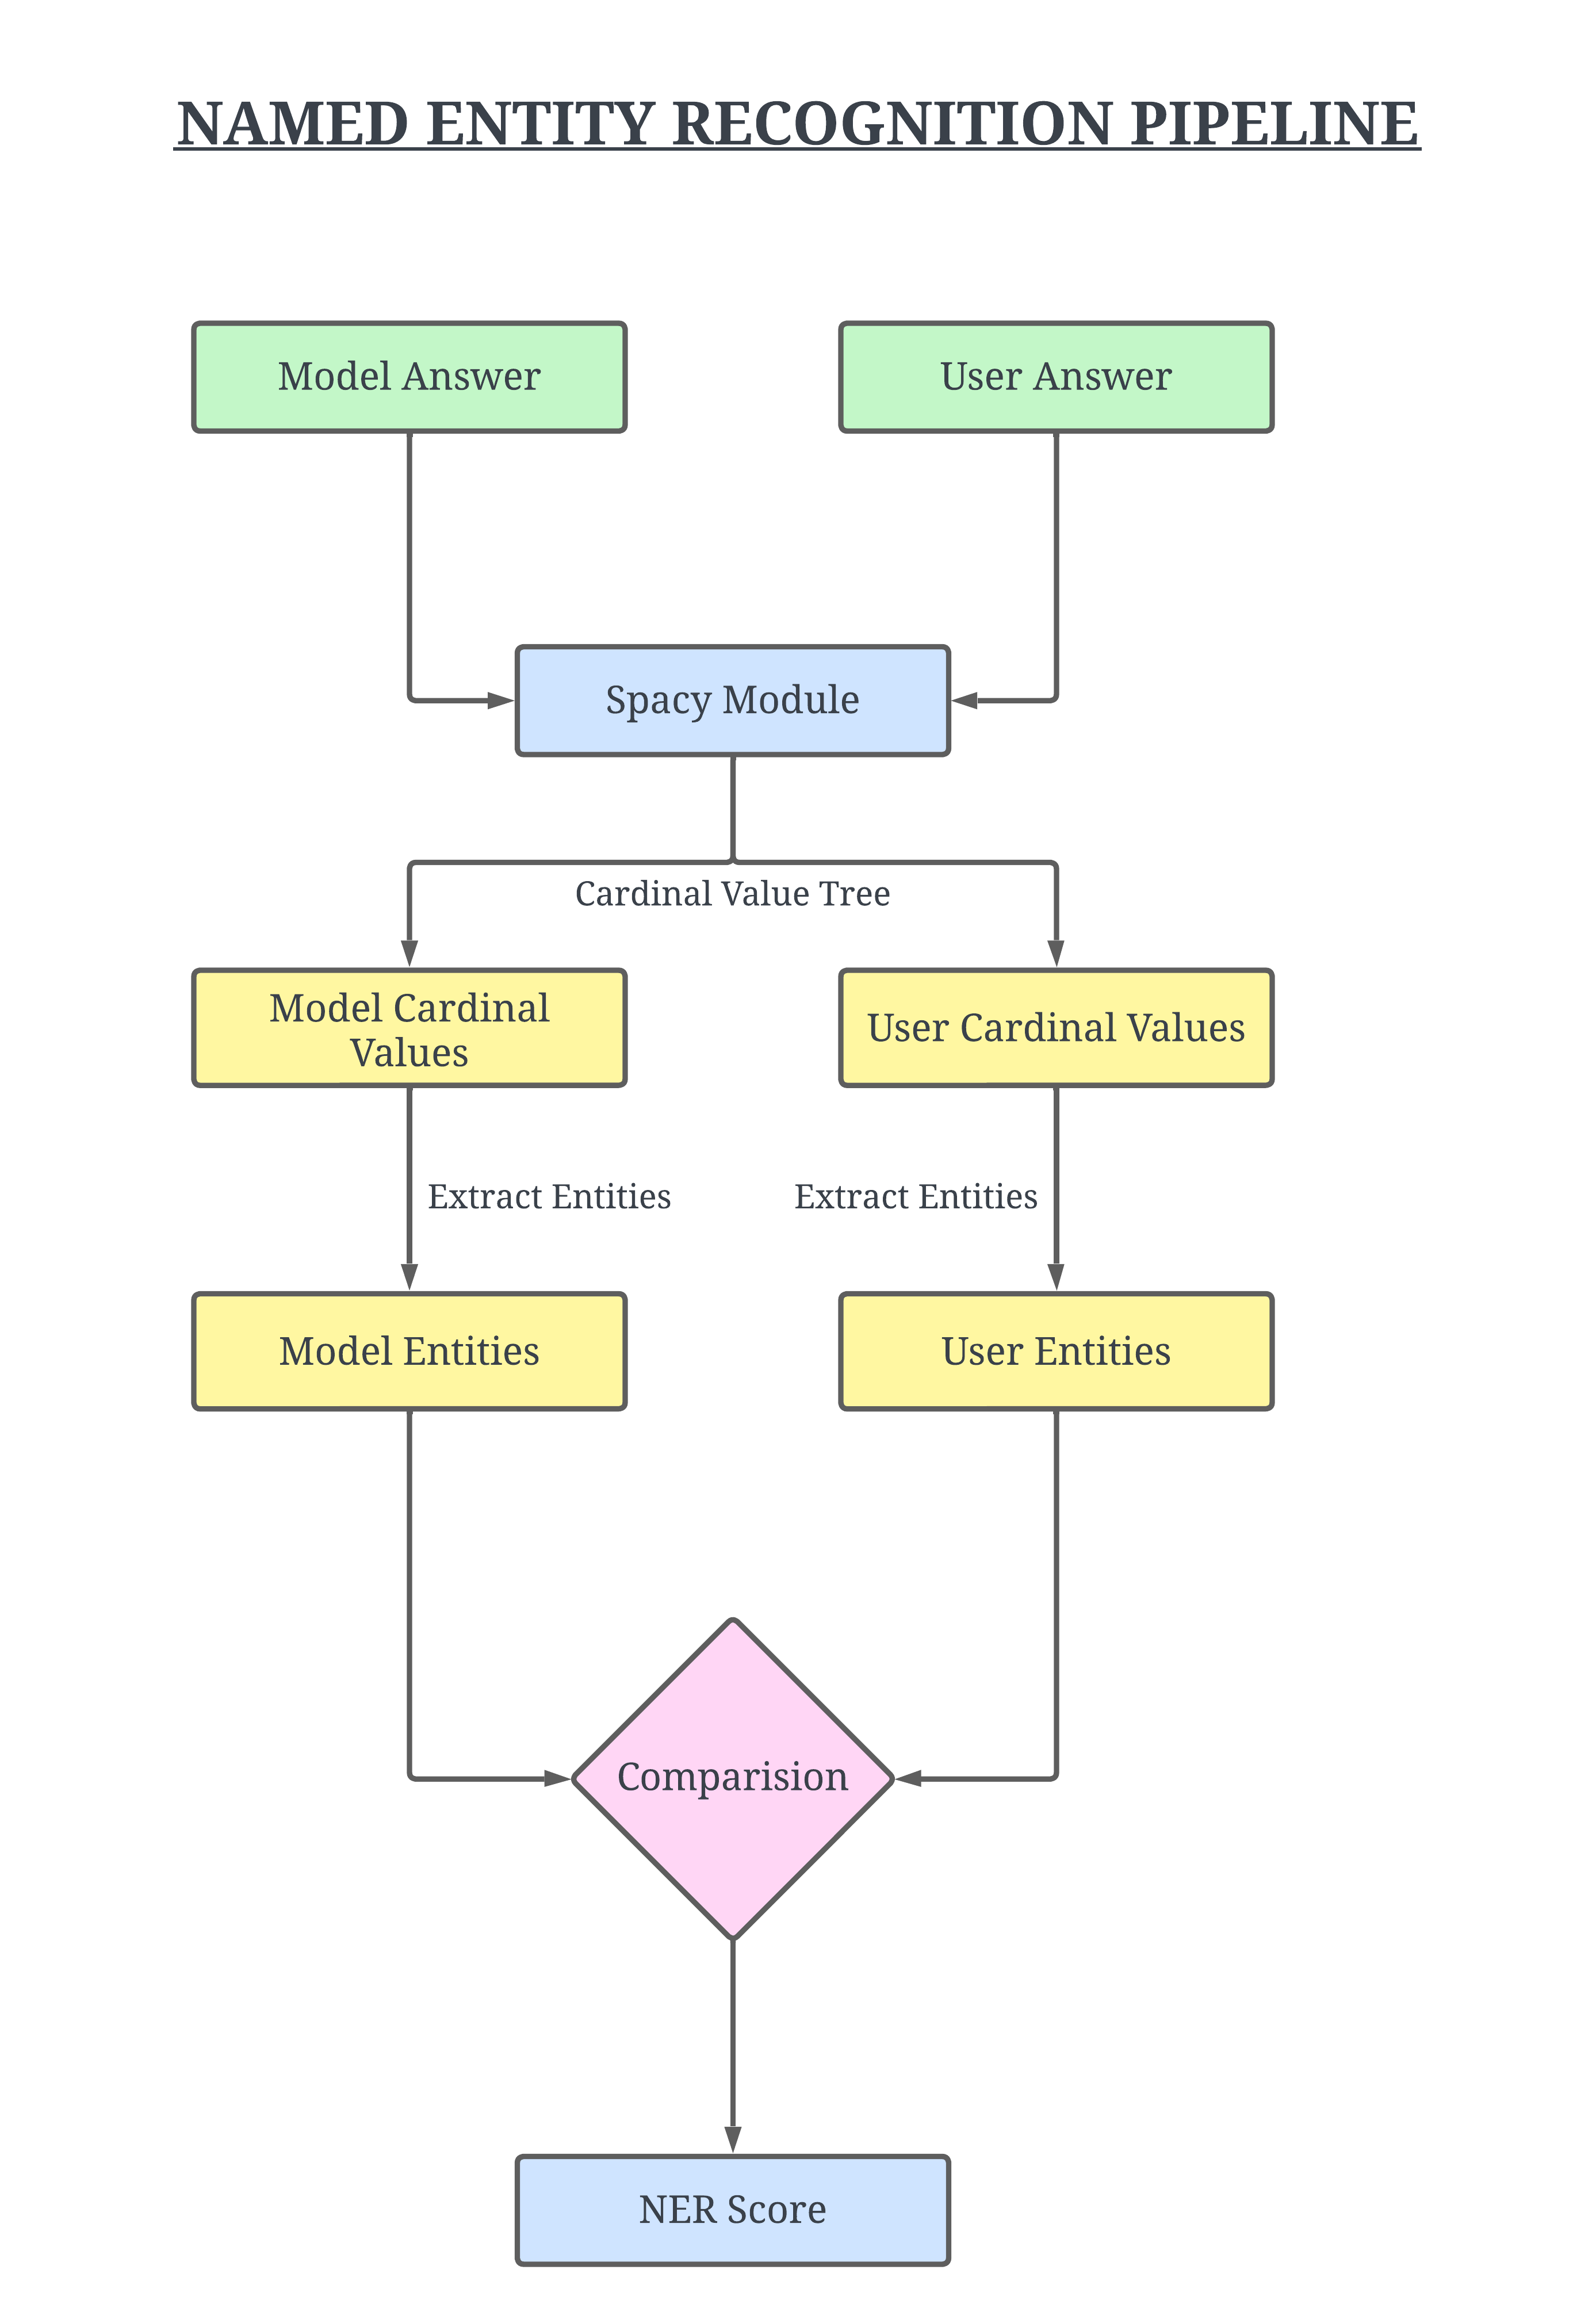 NAMED ENTITY RECOGNITION PIPELINE
Model Answer
User Answer
Spacy Module
Cardinal Value Tree
Model Cardinal
Values
User Cardinal Values
Extract Entities
Extract Entities
Model Entities
User Entities
Comparision
NER Score